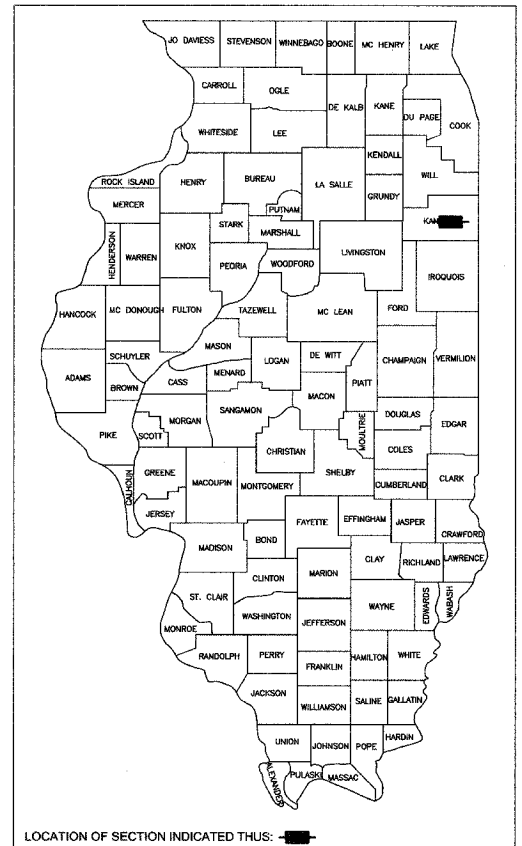 JO DAVIESS STEVENSON WINNEBAGO BOONE MC HENRY LAKE
CARROLL OGLE
DE KALB KANE DU PAGE COOK
WHITESIDE LEE
KENDALL WILL
ROCK ISLAND HENRY BUREAU LA SALLE GRUNDY
MERCER PUTNAM
HENDERSON WARREN KNOX STARK MARSHALL LIVINGSTON
PEORIA WOODFORD IROQUOIS
HANCOCK MC DONOUGH FULTON TAZEWELL MC LEAN FORD
MASON
SCHUYLER LOGAN DE WITT CHAMPAIGN VERMILION
ADAMS BROWN CASS MENARD PIATT
MACON
MORGAN SANGAMON DOUGLAS EDGAR
PIKE SCOTT CHRISTIAN MOULTRIE COLES
GREENE MACOUPIN SHELBY
CALHOUN MONTGOMERY CUMBERLAND CLARK
JERSEY FAYETTE EFFINGHAM JASPER
CRAWFORD
MADISON BOND
CLAY RICHLAND LAWRENCE
CLINTON MARION
ST. CLAIR WAYNE EDWARDS WABASH
WASHINGTON JEFFERSON
MONROE
RANDOLPH PERRY HAMILTON WHITE
FRANKLIN
JACKSON SALINE GALLATIN
WILLIAMSON
UNION JOHNSON POPE HARDIN
ALEXANDER PULASKI MASSAC
LOCATION OF SECTION INDICATED THUS: